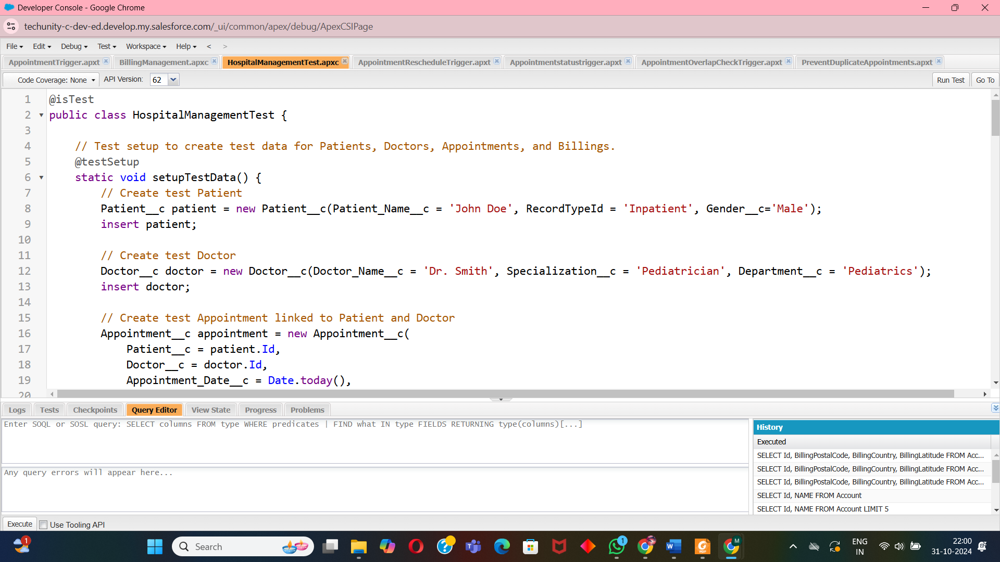 Developer Console - Google Chrome
techunity-c-dev-ed.develop.my.salesforce.com/_ui/common/apex/debug/ApexCSIPage
File Edit Debug Test Workspace Help < >
AppointmentTrigger.apxt BillingManagement.apxc HospitalManagementTest.apxc AppointmentRescheduleTrigger.apxt Appointmentstatustrigger.apxt AppointmentOverlapCheckTrigger.apxt PreventDuplicateAppointments.apxt
Code Coverage: None API Version: 62 Run Test Go To
1 @isTest
2 public class HospitalManagementTest {
3
4 // Test setup to create test data for Patients, Doctors, Appointments, and Billings.
5 @testSetup
6 static void setupTestData() {
7 // Create test Patient
8 Patient__c patient = new Patient__c(Patient_Name__c = 'John Doe', RecordTypeId = 'Inpatient', Gender__c='Male');
9 insert patient;
10
11 // Create test Doctor
12 Doctor__c doctor = new Doctor__c(Doctor_Name__c = 'Dr. Smith', Specialization__c = 'Pediatrician', Department__c = 'Pediatrics');
13 insert doctor;
14
15 // Create test Appointment linked to Patient and Doctor
16 Appointment__c appointment = new Appointment__c(
17 Patient__c = patient.Id,
18 Doctor__c = doctor.Id,
19 Appointment_Date__c = Date.today(),
20
Logs Tests Checkpoints Query Editor View State Progress Problems
Enter SOQL or SOSL query: SELECT columns FROM type WHERE predicates | FIND what IN type FIELDS RETURNING type(columns)[...]
Any query errors will appear here...
History
Executed
SELECT Id, BillingPostalCode, BillingCountry, BillingLatitude FROM Acc...
SELECT Id, BillingPostalCode, BillingCountry, BillingLatitude FROM Acc...
SELECT Id, BillingPostalCode, BillingCountry, BillingLatitude FROM Acc...
SELECT Id, NAME FROM Account
SELECT Id, NAME FROM Account LIMIT 5
Execute Use Tooling API
1
Search
1
M
ENG
IN
22:00
31-10-2024